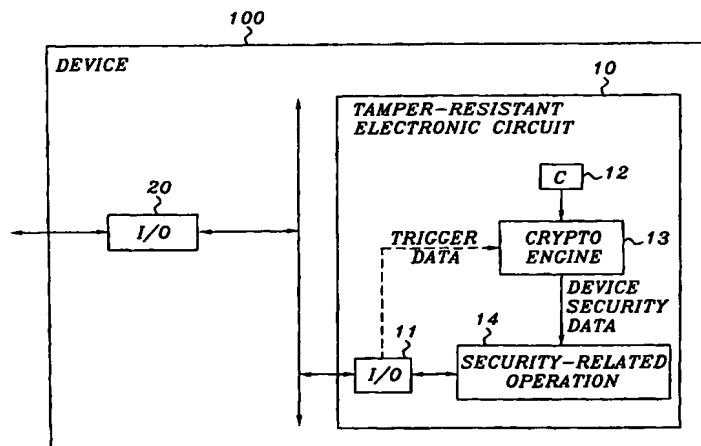 100
DEVICE
10
TAMPER-RESISTANT
ELECTRONIC CIRCUIT
C
12
20
I/O
TRIGGER
DATA
CRYPTO
ENGINE
13
DEVICE
SECURITY
DATA
14
11
I/O
SECURITY-RELATED
OPERATION